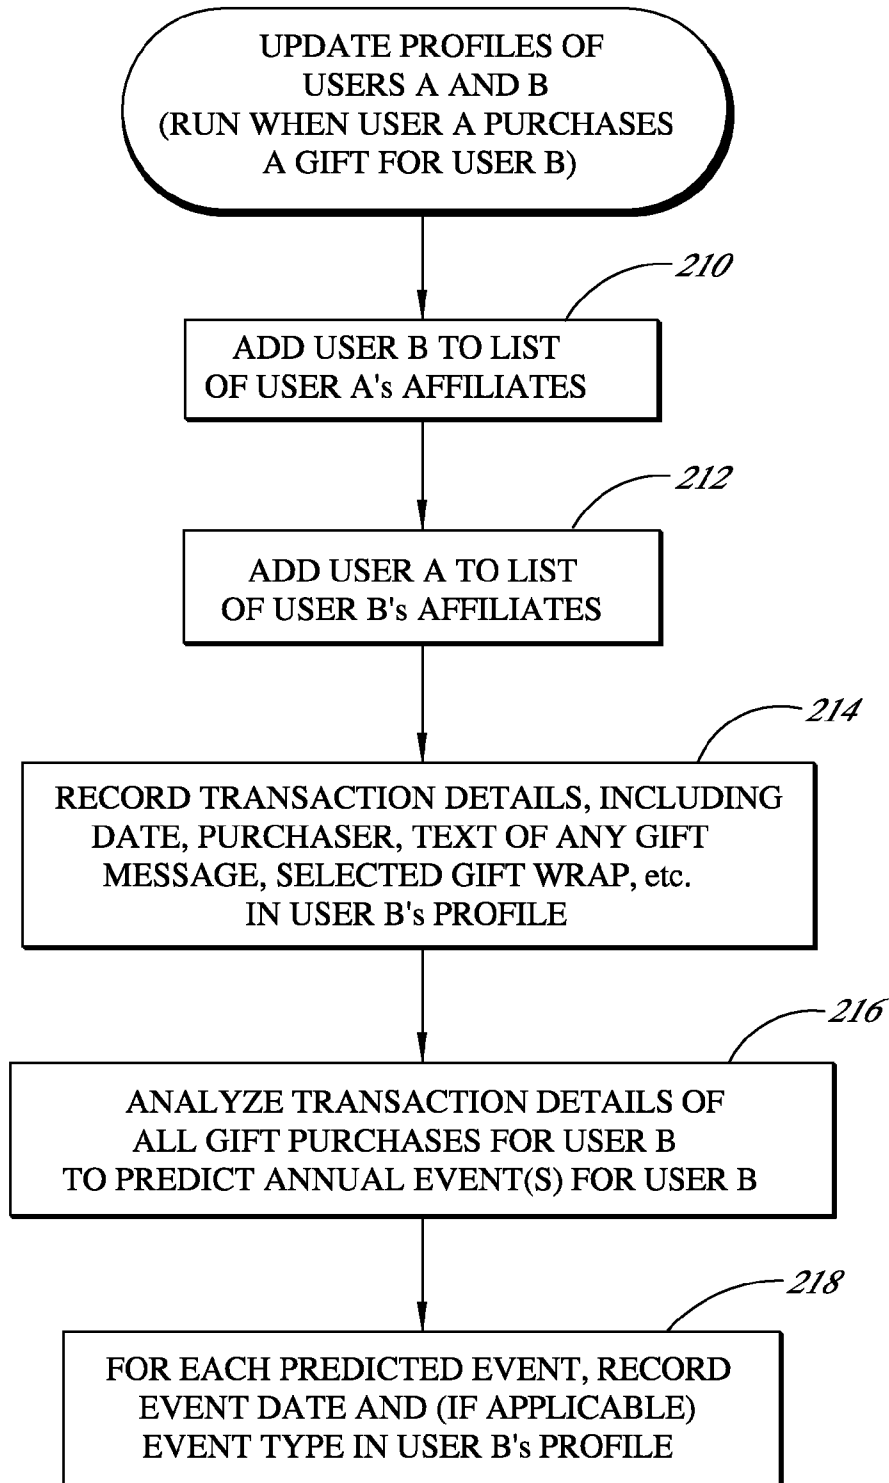 UPDATE PROFILES OF
USERS A AND B
(RUN WHEN USER A PURCHASES
A GIFT FOR USER B)
210
ADD USER B TO LIST
OF USER A's AFFILIATES
212
ADD USER A TO LIST
OF USER B's AFFILIATES
214
RECORD TRANSACTION DETAILS, INCLUDING
DATE, PURCHASER, TEXT OF ANY GIFT
MESSAGE, SELECTED GIFT WRAP, etc.
IN USER B's PROFILE
216
ANALYZE TRANSACTION DETAILS OF
ALL GIFT PURCHASES FOR USER B
TO PREDICT ANNUAL EVENT(S) FOR USER B
218
FOR EACH PREDICTED EVENT, RECORD
EVENT DATE AND (IF APPLICABLE)
EVENT TYPE IN USER B's PROFILE